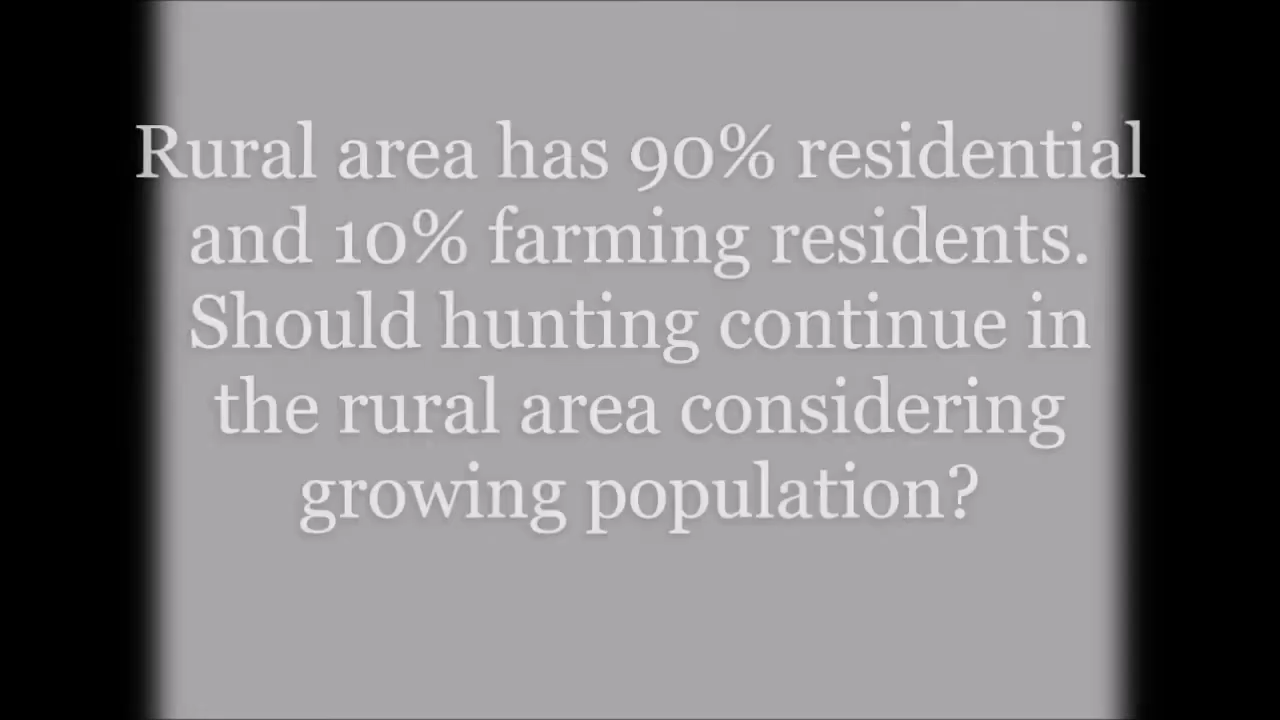 Rural area has 90% residential
and 10% farming residents.
Should hunting continue in
the rural area considering
growing population?